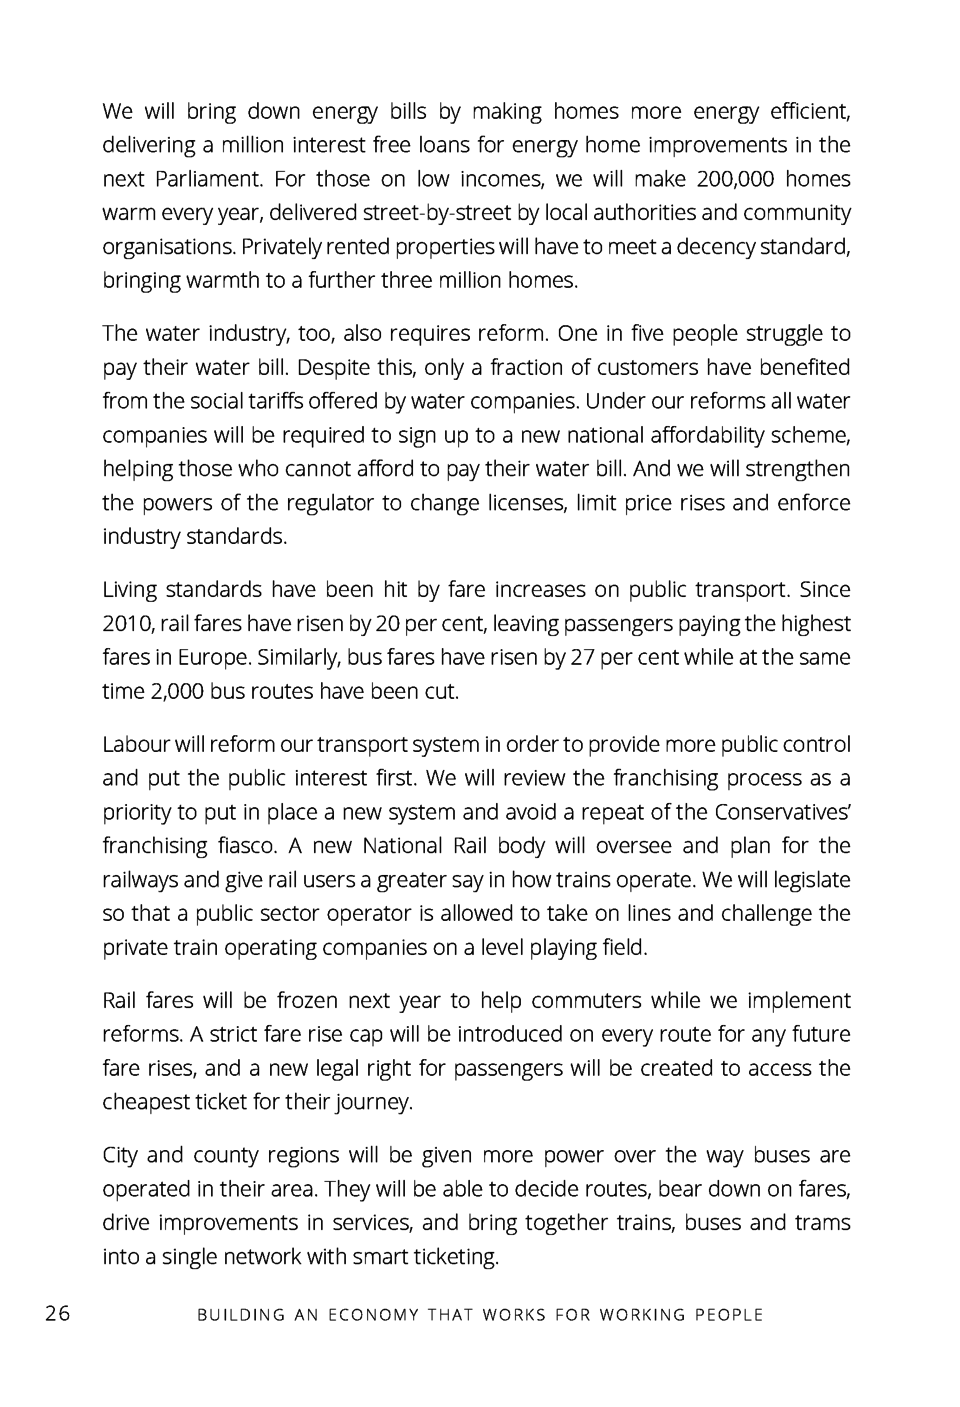 We will bring down energy bills by making homes more energy efficient,
delivering a million interest free loans for energy home improvements in the
next Parliament. For those on low incomes, we will make 200,000 homes
warm every year, delivered street-by-street by local authorities and community
organisations. Privately rented properties will have to meet a decency standard,
bringing warmth to a further three million homes.
The water industry, too, also requires reform. One in five people struggle to
pay their water bill. Despite this, only a fraction of customers have benefited
from the social tariffs offered by water companies. Under our reforms all water
companies will be required to sign up to a new national affordability scheme,
helping those who cannot afford to pay their water bill. And we will strengthen
the powers of the regulator to change licenses, limit price rises and enforce
industry standards.
Living standards have been hit by fare increases on public transport. Since
2010, rail fares have risen by 20 per cent, leaving passengers paying the highest
fares in Europe. Similarly, bus fares have risen by 27 per cent while at the same
time 2,000 bus routes have been cut.
Labour will reform our transport system in order to provide more public control
and put the public interest first. We will review the franchising process as a
priority to put in place a new system and avoid a repeat of the Conservatives’
franchising fiasco. A new National Rail body will oversee and plan for the
railways and give rail users a greater say in how trains operate. We will legislate
so that a public sector operator is allowed to take on lines and challenge the
private train operating companies on a level playing field.
Rail fares will be frozen next year to help commuters while we implement
reforms. A strict fare rise cap will be introduced on every route for any future
fare rises, and a new legal right for passengers will be created to access the
cheapest ticket for their journey.
City and county regions will be given more power over the way buses are
operated in their area. They will be able to decide routes, bear down on fares,
drive improvements in services, and bring together trains, buses and trams
into a single network with smart ticketing.
26 BUILDING AN ECONOMY THAT WORKS FOR WORKING PEOPLE